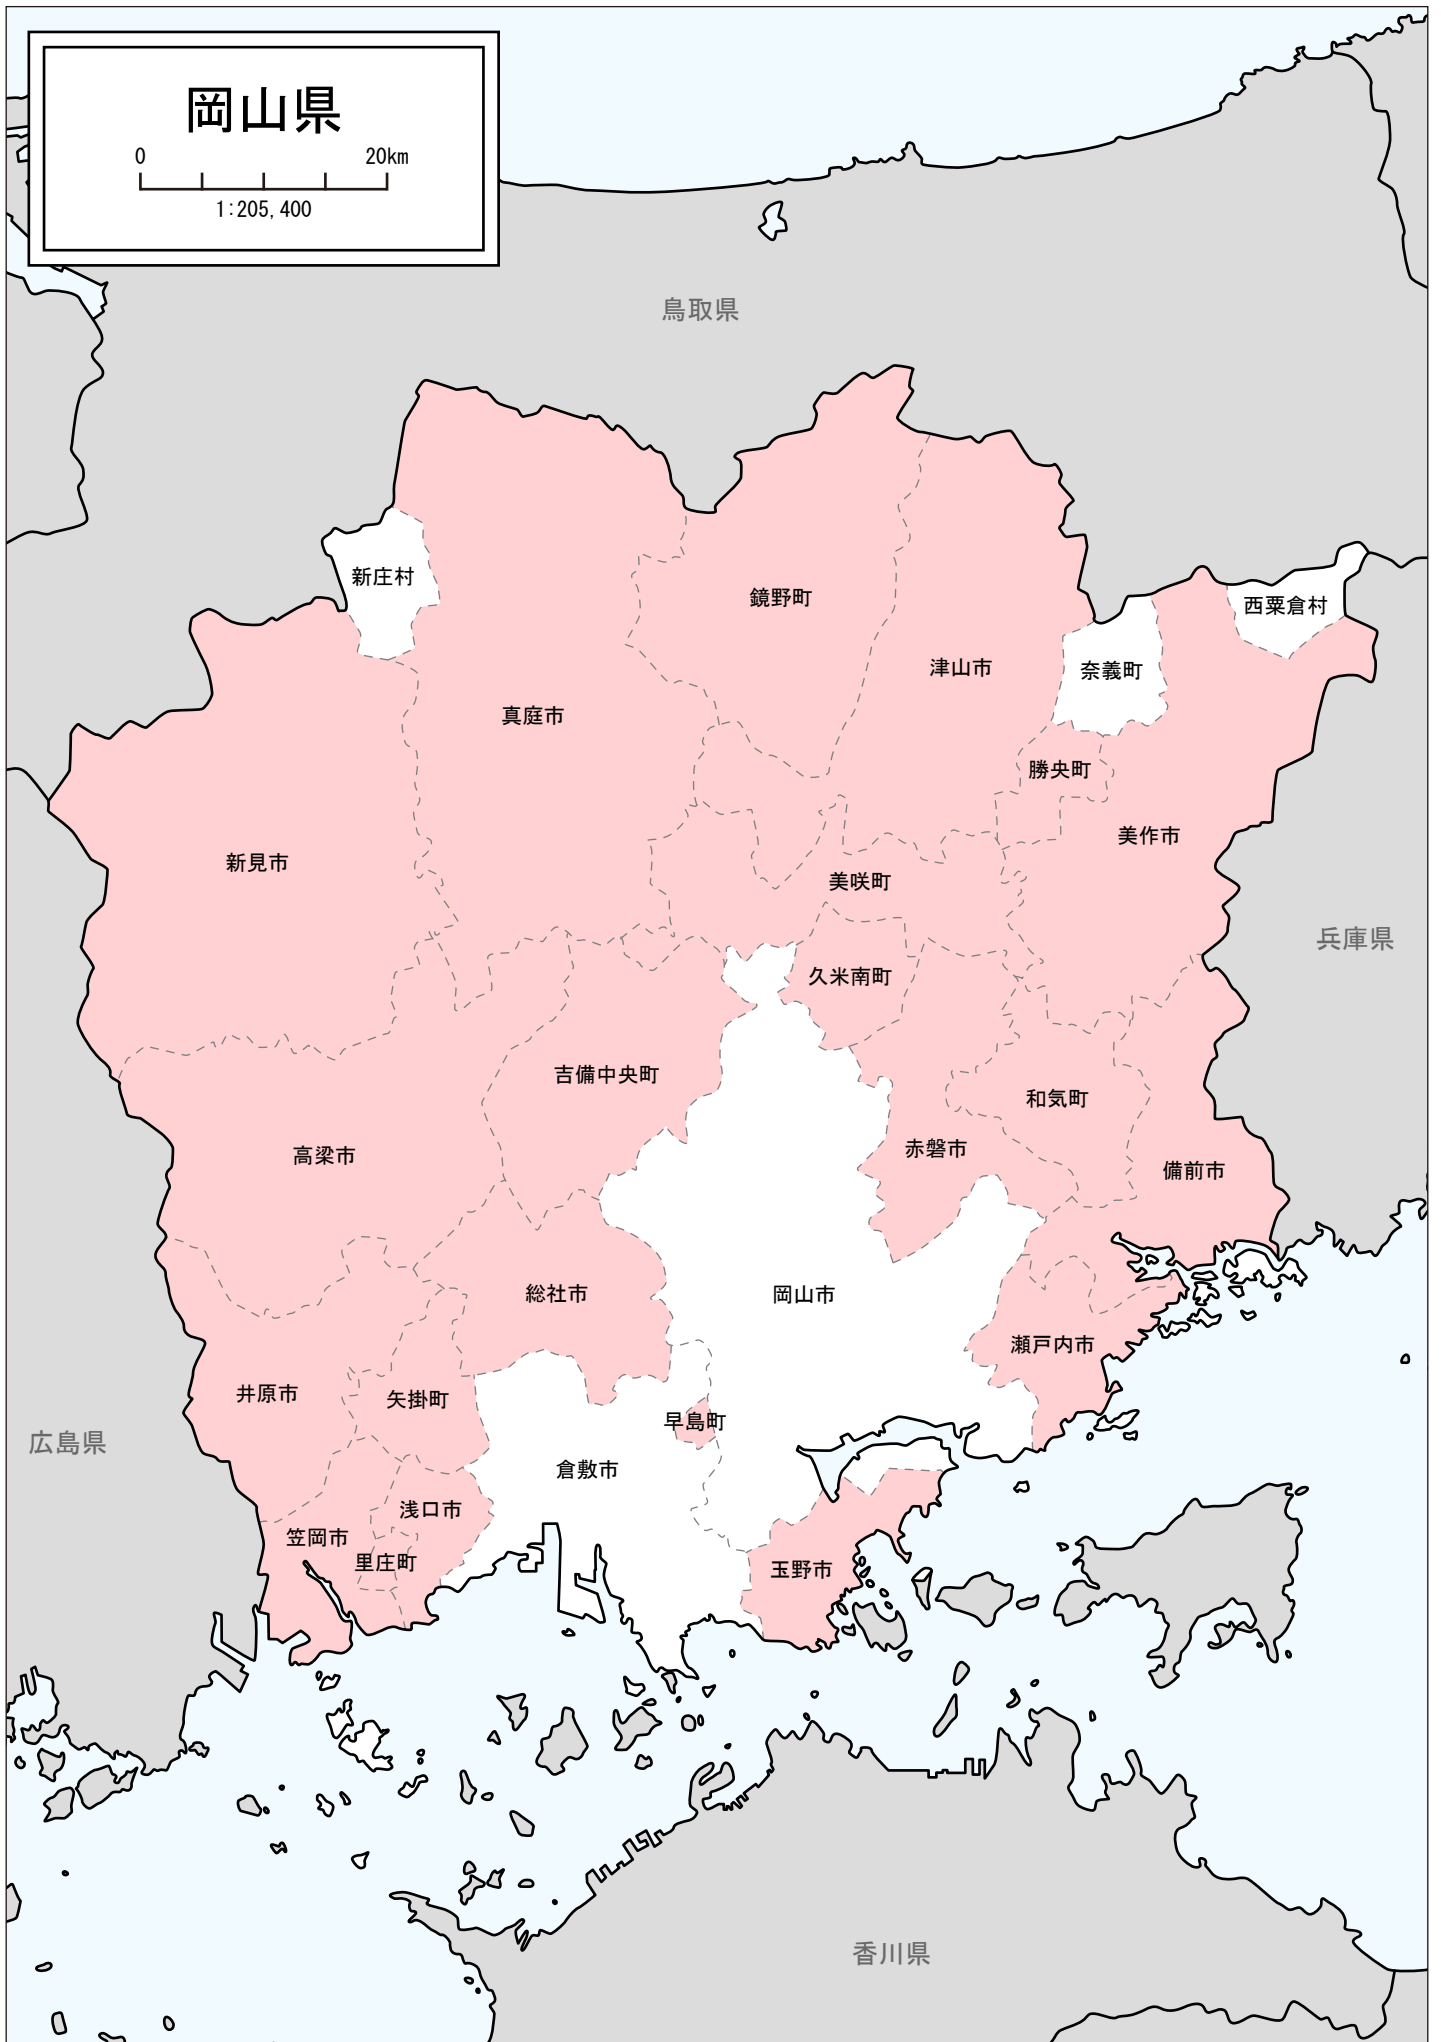 岡山県
0 20km
1:205,400
鳥取県
新庄村
鏡野町
西粟倉村
津山市
奈義町
真庭市
勝央町
美作市
新見市
美咲町
兵庫県
久米南町
吉備中央町
和気町
高梁市
赤磐市
備前市
総社市
岡山市
瀬戸内市
井原市
矢掛町
早島町
広島県
倉敷市
浅口市
笠岡市
里庄町
玉野市
香川県